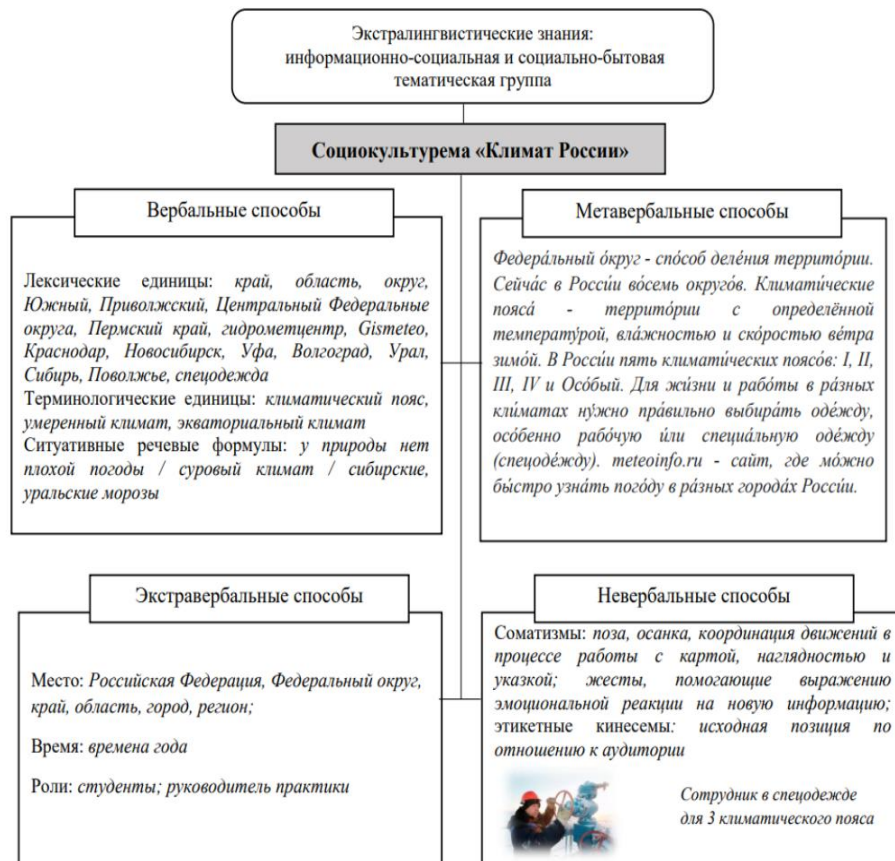 Экстралингвистические знания:
информационно-социальная и социально-бытовая
тематическая группа
Социокультурема «Климат России»
Вербальные способы
Лексические единицы: край, область, округ,
Южный, Приволжский, Центральный Федеральные
округа, Пермский край, гидрометцентр, Gismeteo,
Краснодар, Новосибирск, Уфа, Волгоград, Урал,
Сибирь, Поволжье, спецодежда
Терминологические единицы: климатический пояс,
умеренный климат, экваториальный климат
Ситуативные речевые формулы: у природы нет
плохой погоды / суровый климат / сибирские,
уральские морозы
Метавербальные способы
Федера́льный о́круг - спо́соб деле́ния террито́рии.
Сейча́с в Росси́и во́семь округо́в. Климати́ческие
пояса́ - террито́рии с определённой
температу́рой, вла́жностью и ско́ростью ве́тра
зимо́й. В Росси́и пять климати́ческих поясо́в: I, II,
III, IV и Осо́бый. Для жи́зни и рабо́ты в ра́зных
кли́матах ну́жно пра́вильно выбира́ть оде́жду,
осо́бенно рабо́чую и́ли специа́льную оде́жду
(спецоде́жду). meteoinfo.ru - сайт, где мо́жно
бы́стро узна́ть пого́ду в ра́зных города́х Росси́и.
Экстравербальные способы
Место: Российская Федерация, Федеральный округ,
край, область, город, регион;
Время: времена года
Роли: студенты; руководитель практики
Невербальные способы
Соматизмы: поза, осанка, координация движений в
процессе работы с картой, наглядностью и
указкой; жесты, помогающие выражению
эмоциональной реакции на новую информацию;
этикетные кинесемы: исходная позиция по
отношению к аудитории
Сотрудник в спецодежде
для 3 климатического пояса